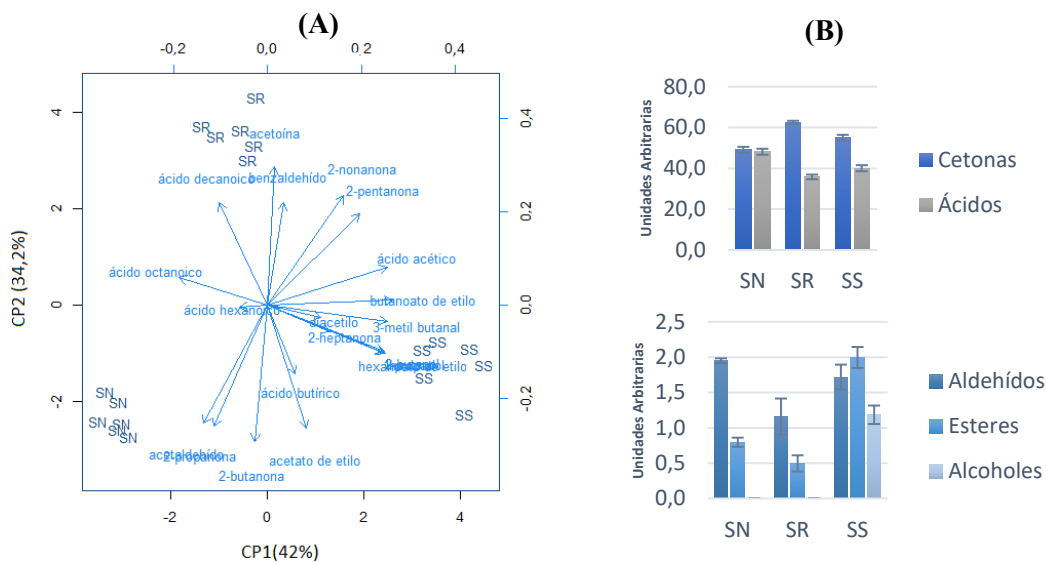 (A)
-0,2 0,0 0,2 0,4
SR
SR SR SR acetoína
SR
SR
ácido decanoico benzaldehído 2-nonanona
2-pentanona
ácido acético
ácido octanoico
butanoato de etilo
ácido hexánoico
diacetilo 3-metil butanal
2-heptanona
SS
SS SS
hexanoato de etilo SS
SS
SS
ácido butírico
SN
SN
SN SN
SN
SN
acetaldehído
2-propanona
acetato de etilo
2-butanona
4
2
0
-2
0,4
0,2
0,0
-0,2
-2 0 2 4
CP1(42%)
CP2 (34,2%)
(B)
Unidades Arbitrarias
80,0
60,0
40,0
20,0
0,0
SN SR SS
Cetonas
Ácidos
Unidades Arbitrarias
2,0
1,5
1,0
0,5
0,0
SN SR SS
Aldehídos
Esteres
Alcoholes